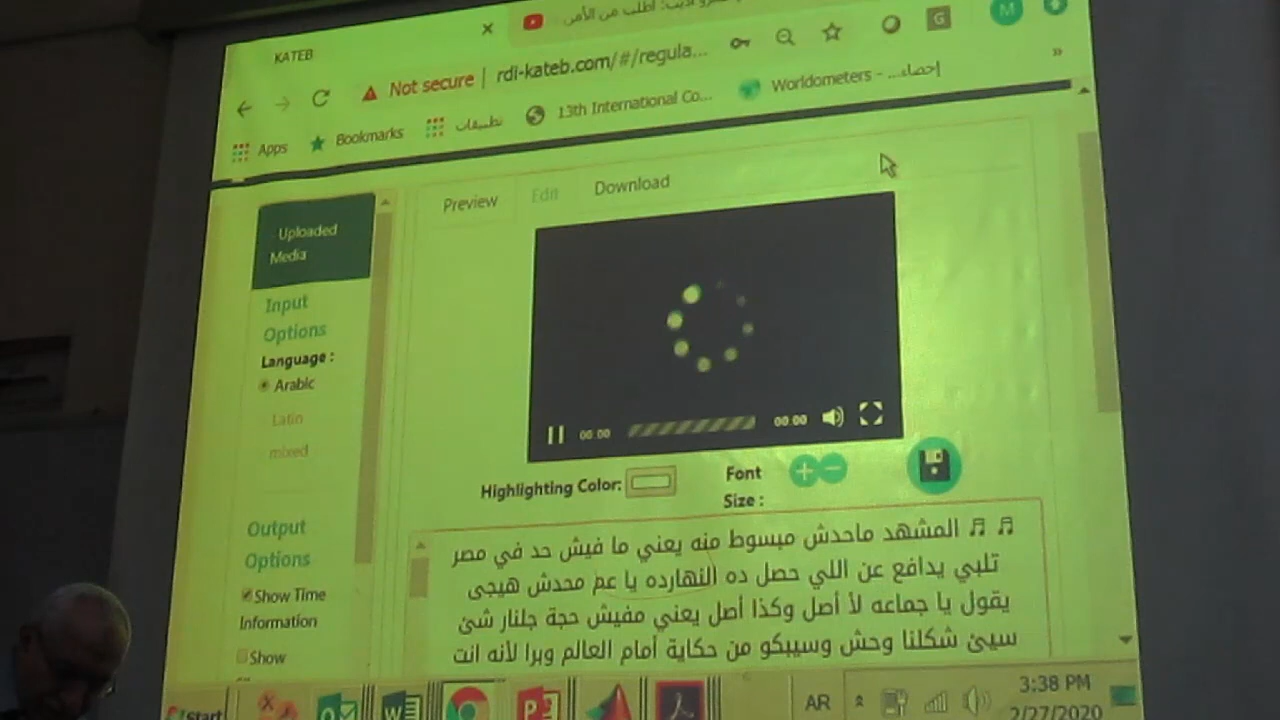 KATEB
أطلب من الأمن
Not secure | rdi-kateb.com/#/regula...
G
M
Apps
Bookmarks
تطبيقات
13th International Co...
Worldometers - ...إحصاء
»
Uploaded
Media
Preview
Edit
Download
Input
Options
Language :
Arabic
Latin
mixed
00:00
00:00
Highlighting Color:
Font
Size :
Output
Options
Show Time
Information
Show
♬ ♬ المشهد ماحدش مبسوط منه يعني ما فيش حد في مصر
تلبي يدافع عن اللي حصل ده النهارده يا عم محدش هيجى
يقول يا جماعه لأ أصل وكذا أصل يعني مفيش حجة جلنار شئ
سيئ شكلنا وحش وسيبكو من حكاية أمام العالم وبرا لأنه انت
Start
AR
3:38 PM
2/27/2020